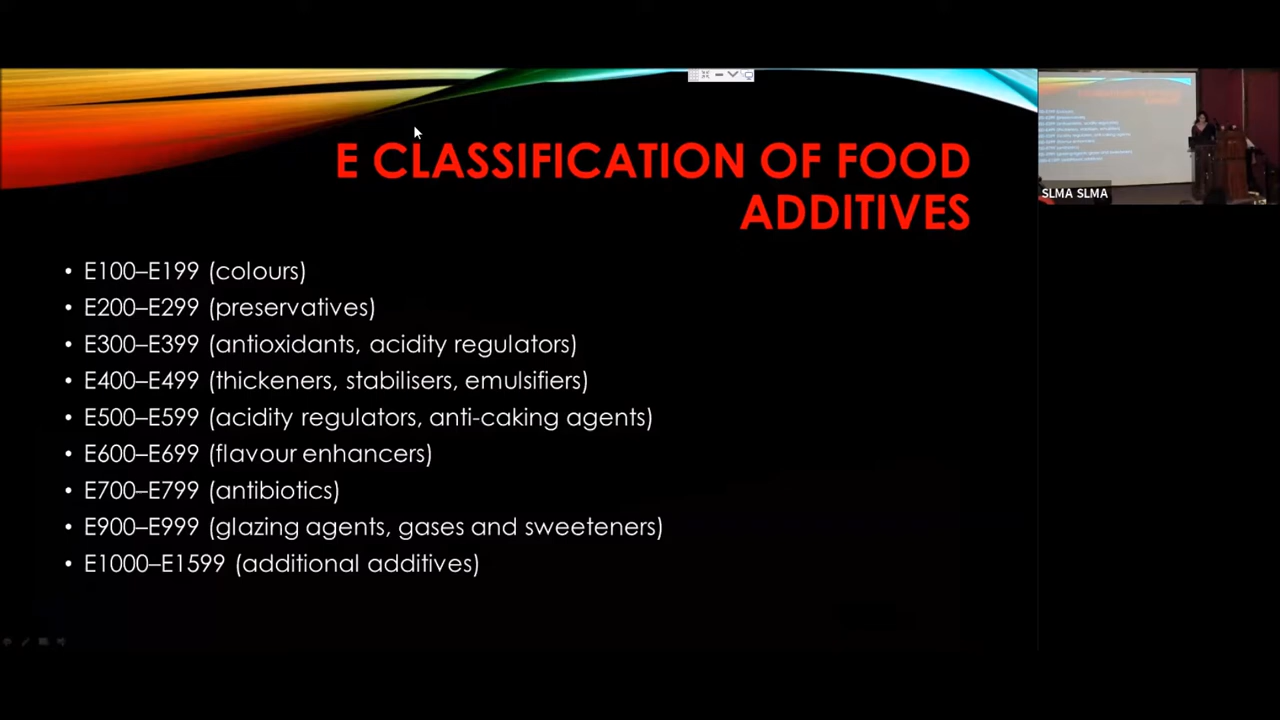 E CLASSIFICATION OF FOOD
ADDITIVES
• E100–E199 (colours)
• E200–E299 (preservatives)
• E300–E399 (antioxidants, acidity regulators)
• E400–E499 (thickeners, stabilisers, emulsifiers)
• E500–E599 (acidity regulators, anti-caking agents)
• E600–E699 (flavour enhancers)
• E700–E799 (antibiotics)
• E900–E999 (glazing agents, gases and sweeteners)
• E1000–E1599 (additional additives)
SLMA SLMA